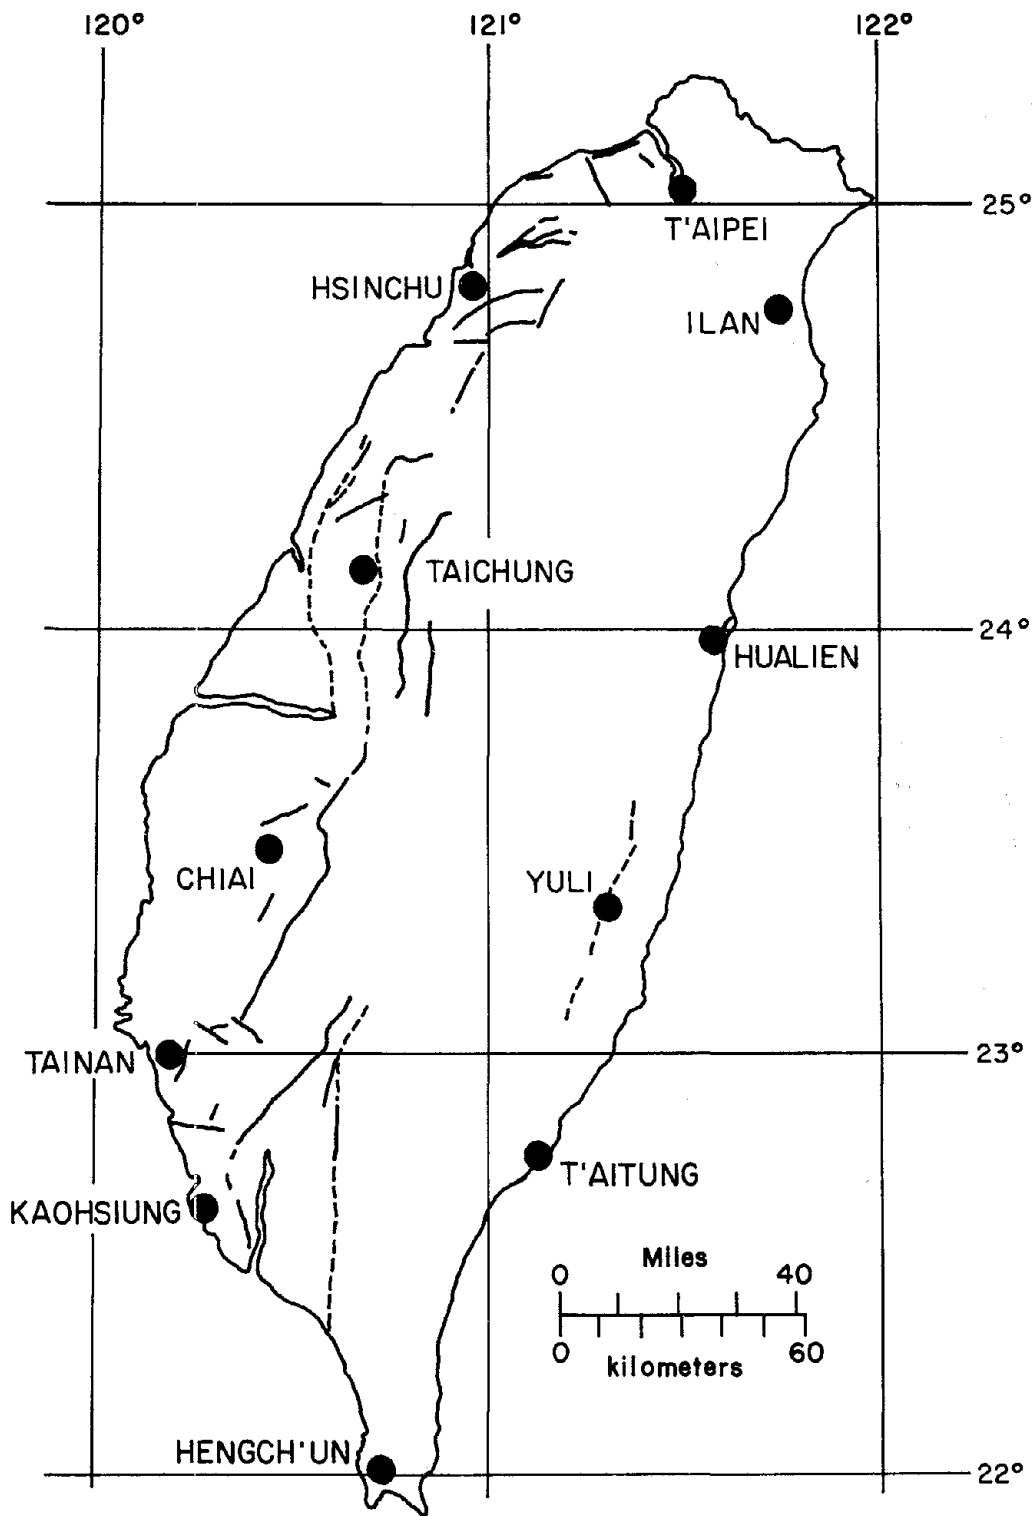 120° 121° 122°
25°
T'AIPEI
HSINCHU
ILAN
TAICHUNG
24°
HUALIEN
CHIAI
YULI
TAINAN
23°
T'AITUNG
KAOHSIUNG
Miles
0 40
0 60
kilometers
HENGCH'UN
22°